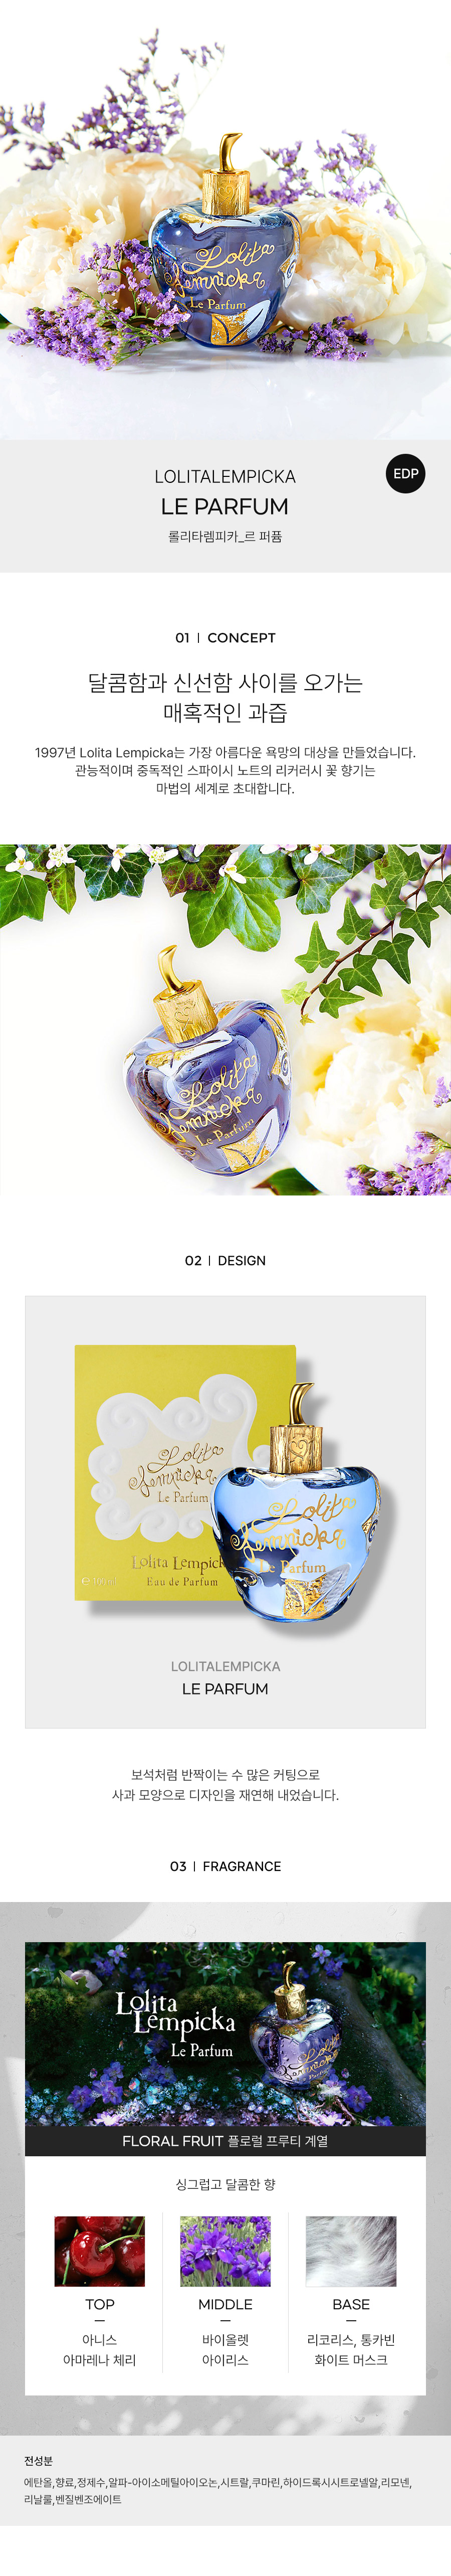 Lolita
Lempicka
Le Parfum
EDP
LOLITALEMPICKA
LE PARFUM
롤리타렘피카_르 퍼퓸
01 | CONCEPT
달콤함과 신선함 사이를 오가는
매혹적인 과즙
1997년 Lolita Lempicka는 가장 아름다운 욕망의 대상을 만들었습니다.
관능적이며 중독적인 스파이시 노트의 리커러시 꽃 향기는
마법의 세계로 초대합니다.
Lolita
Lempicka
Le Parfum
02 | DESIGN
Lolita
Lempicka
Le Parfum
Lolita Lempick
Eau de Parfum
Lolita
Lempicka
Le Parfum
LOLITALEMPICKA
LE PARFUM
보석처럼 반짝이는 수 많은 커팅으로
사과 모양으로 디자인을 재연해 내었습니다.
03 | FRAGRANCE
Lolita
Lempicka
Le Parfum
Lolita
Lempicka
FLORAL FRUIT 플로럴 프루티 계열
싱그럽고 달콤한 향
TOP
아니스
아마레나 체리
MIDDLE
바이올렛
아이리스
BASE
리코리스, 통카빈
화이트 머스크
전성분
에탄올,향료,정제수,알파-아이소메틸아이오논,시트랄,쿠마린,하이드록시시트로넬알,리모넨,
리날룰,벤질벤조에이트